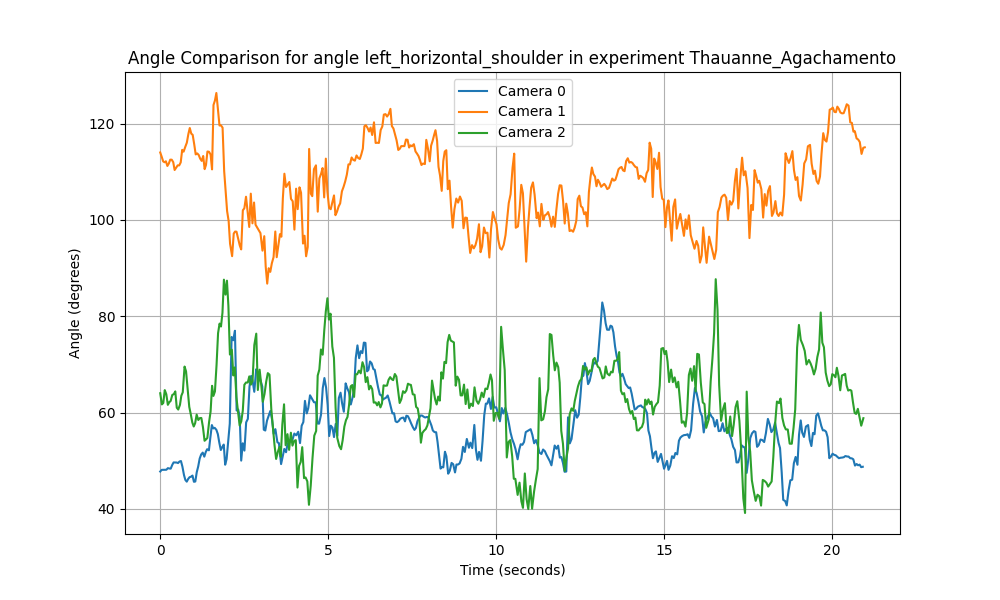 Angle Comparison for angle left_horizontal_shoulder in experiment Thauanne_Agachamento
Camera 0
Camera 1
Camera 2
Angle (degrees)
120
100
80
60
40
0 5 10 15 20
Time (seconds)